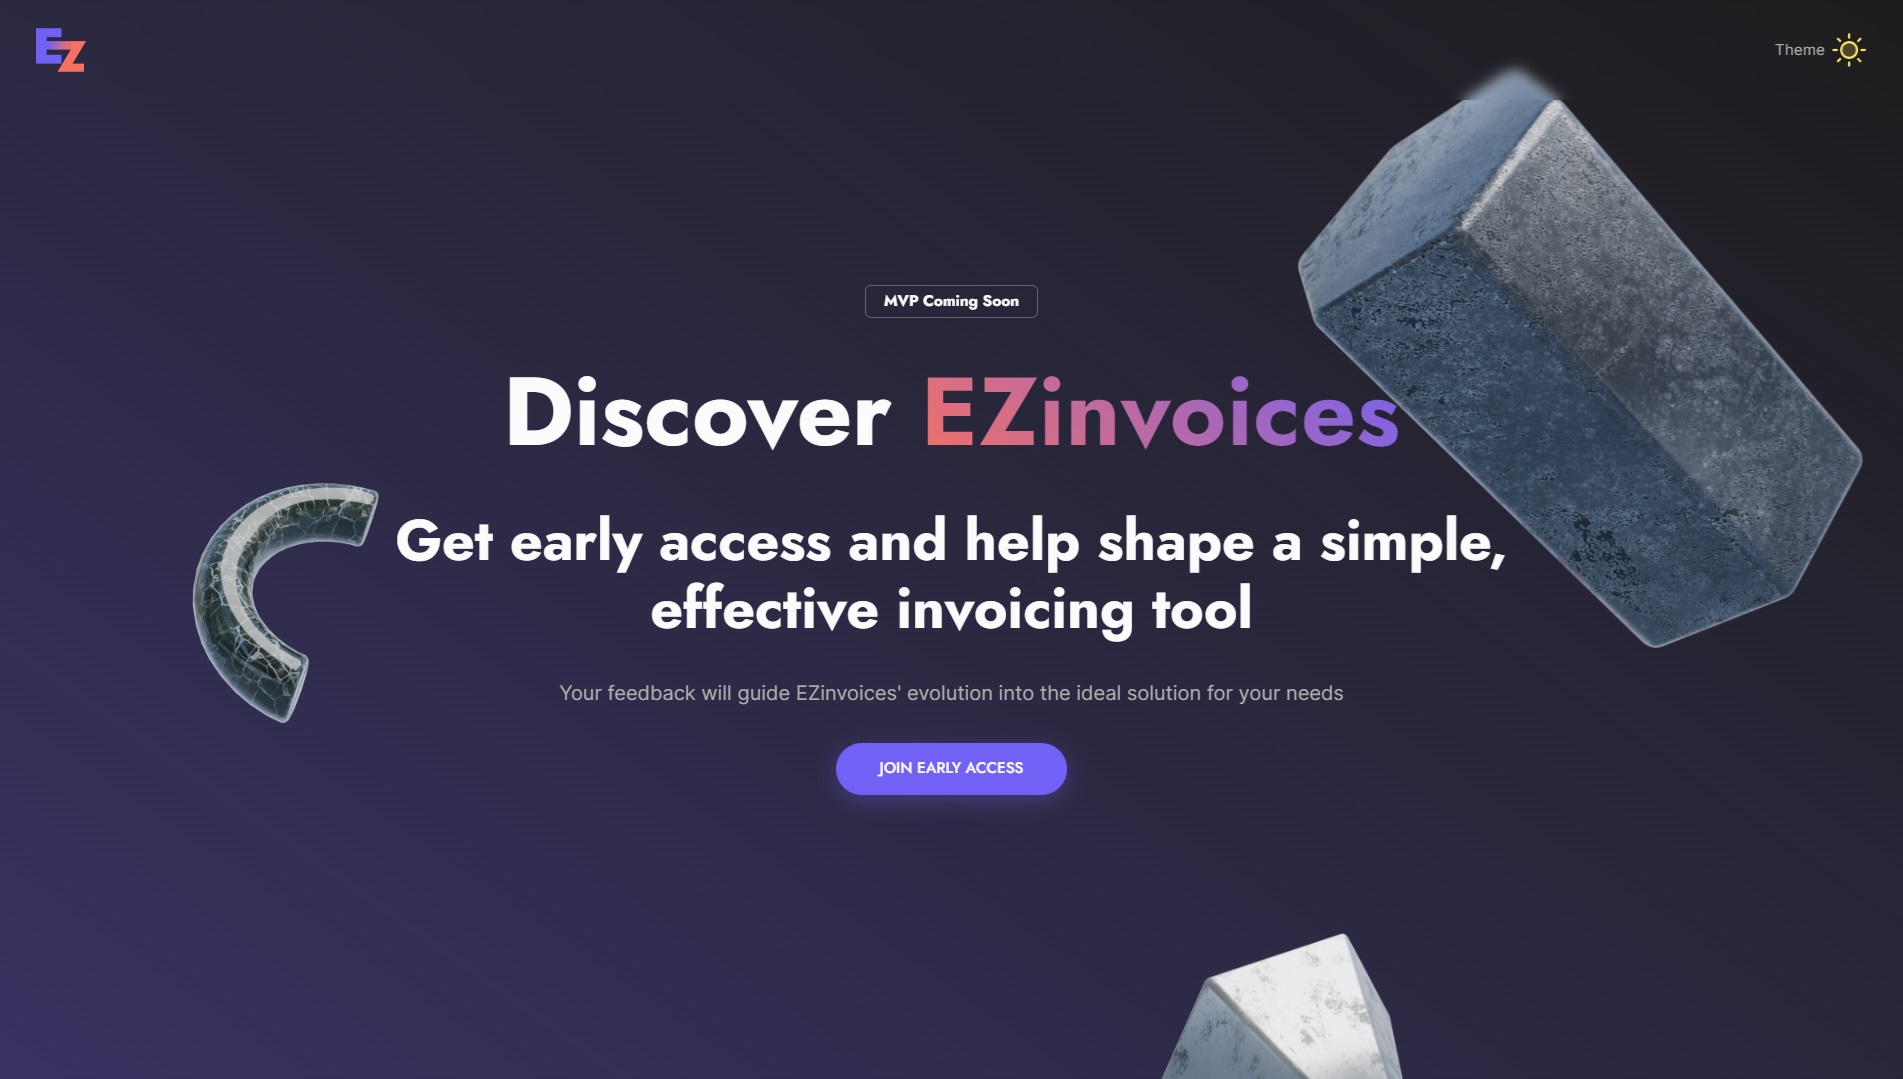 EZ
Theme
MVP Coming Soon
Discover EZinvoices
Get early access and help shape a simple,
effective invoicing tool
Your feedback will guide EZinvoices' evolution into the ideal solution for your needs
JOIN EARLY ACCESS